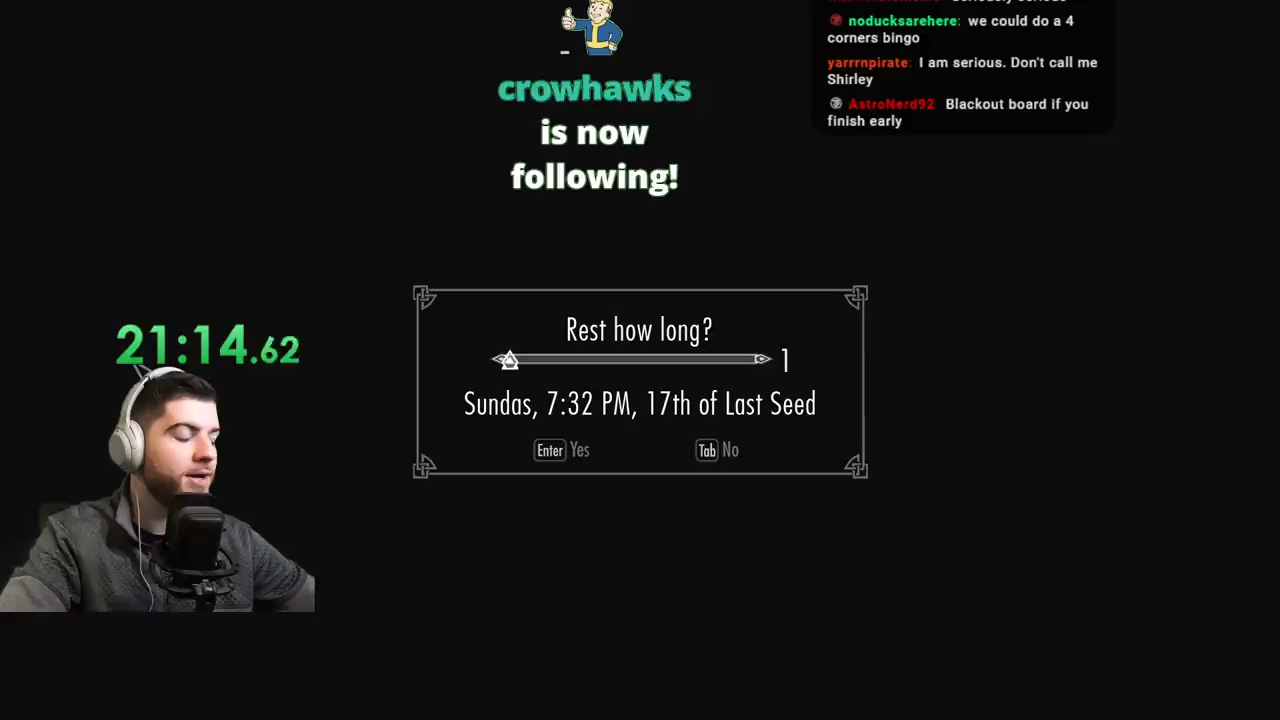 crowhawks
is now
following!
noducksarehere: we could do a 4
corners bingo
yarrrnpirate: I am serious. Don't call me
Shirley
AstroNerd92 Blackout board if you
finish early
21:14.62
Rest how long?
1
Sundas, 7:32 PM, 17th of Last Seed
Enter Yes
Tab No